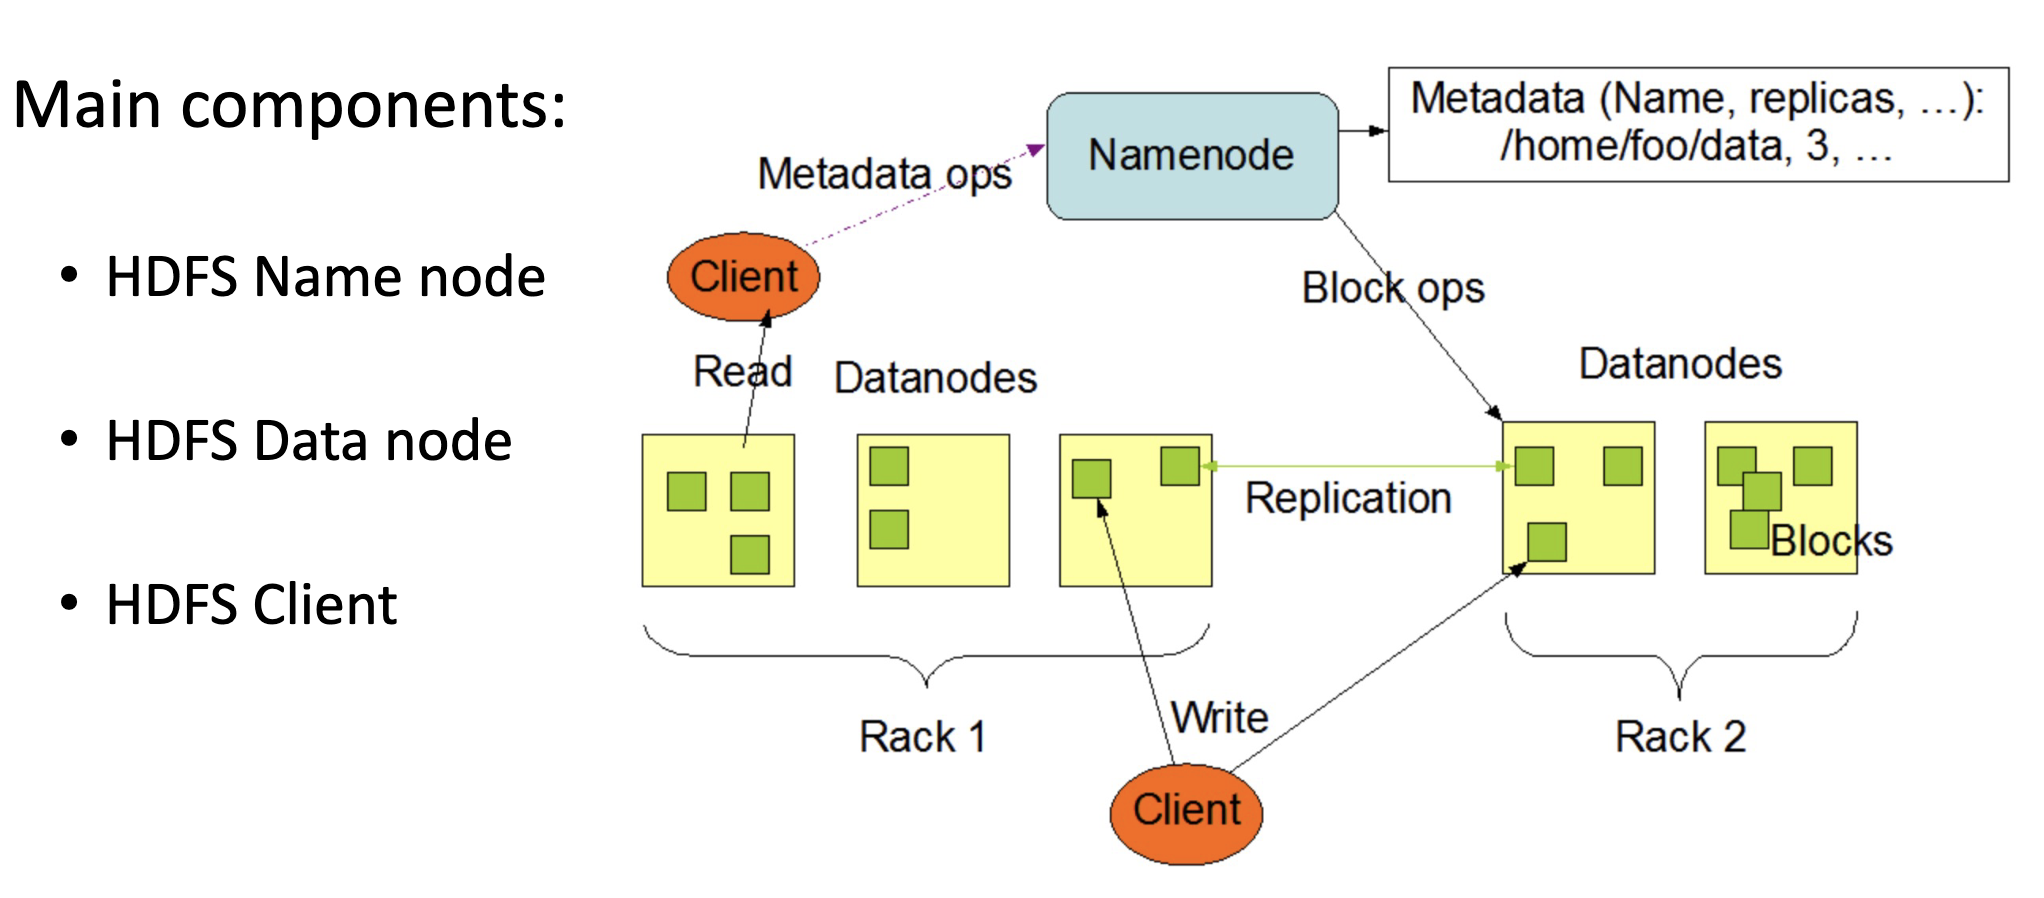 Main components:
• HDFS Name node
• HDFS Data node
• HDFS Client
Metadata (Name, replicas, ...):
/home/foo/data, 3, ...
Namenode
Metadata ops
Client
Block ops
Read
Datanodes
Datanodes
Replication
Blocks
Rack 1
Write
Rack 2
Client